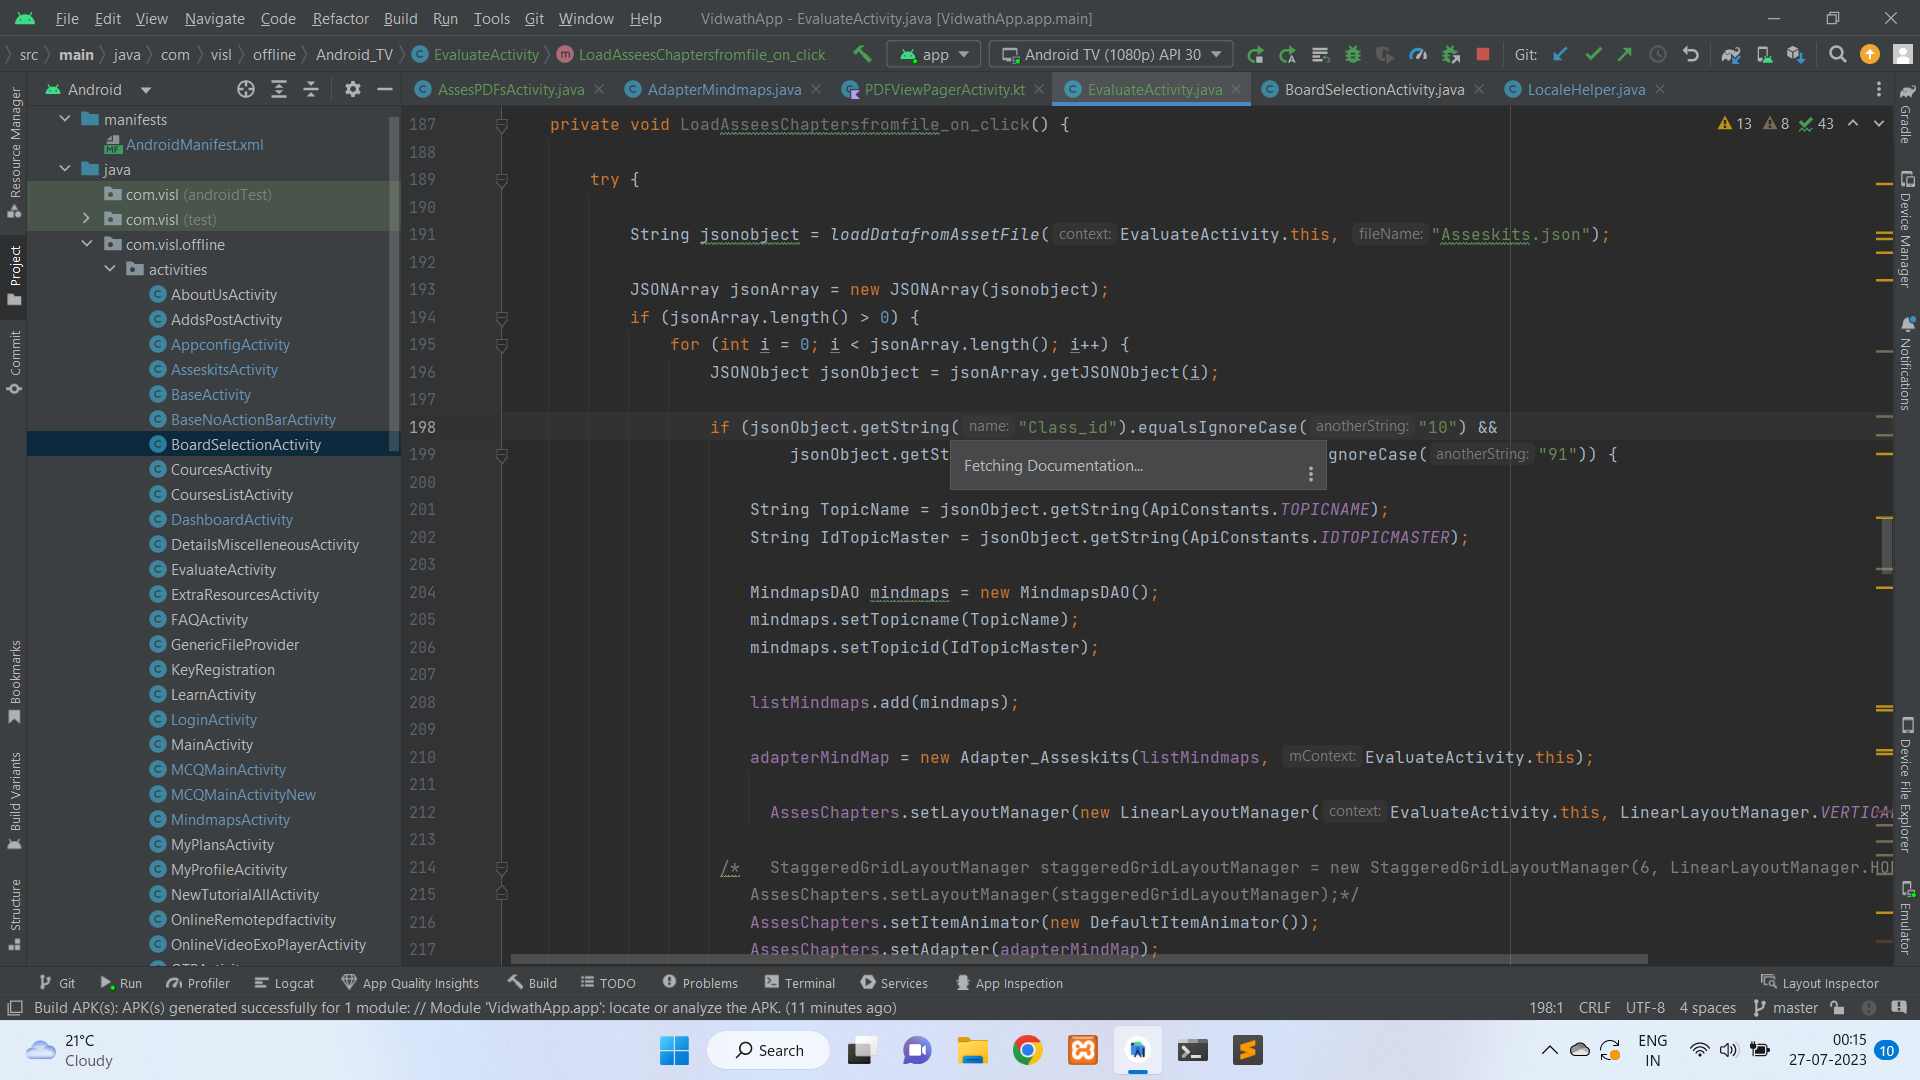 File Edit View Navigate Code Refactor Build Run Tools Git Window Help VidwathApp - EvaluateActivity.java [VidwathApp.app.main]
src main java com visl offline Android_TV EvaluateActivity LoadAsseesChaptersfromfile_on_click app Android TV (1080p) API 30 Git:
Android
AssesPDFsActivity.java AdapterMindmaps.java PDFViewPagerActivity.kt EvaluateActivity.java BoardSelectionActivity.java LocaleHelper.java
Resource Manager
Project
Commit
Bookmarks
Build Variants
Structure
manifests
AndroidManifest.xml
java
com.visl (androidTest)
com.visl (test)
com.visl.offline
activities
AboutUsActivity
AddsPostActivity
AppconfigActivity
AsseskitsActivity
BaseActivity
BaseNoActionBarActivity
BoardSelectionActivity
CourcesActivity
CoursesListActivity
DashboardActivity
DetailsMiscelleneousActivity
EvaluateActivity
ExtraResourcesActivity
FAQActivity
GenericFileProvider
KeyRegistration
LearnActivity
LoginActivity
MainActivity
MCQMainActivity
MCQMainActivityNew
MindmapsActivity
MyPlansActivity
MyProfileAcitivity
NewTutorialAllActivity
OnlineRemotepdfactivity
OnlineVideoExoPlayerActivity
13 8 43
187 private void LoadAsseesChaptersfromfile_on_click() {
188
189 try {
190
191 String jsonobject = loadDatafromAssetFile( context: EvaluateActivity.this, fileName: "Asseskits.json");
192
193 JSONArray jsonArray = new JSONArray(jsonobject);
194 if (jsonArray.length() > 0) {
195 for (int i = 0; i < jsonArray.length(); i++) {
196 JSONObject jsonObject = jsonArray.getJSONObject(i);
197
198 if (jsonObject.getString( name: "Class_id").equalsIgnoreCase( anotherString: "10") &&
199 jsonObject.getSt gnoreCase( anotherString: "91")) {
Fetching Documentation...
200
201 String TopicName = jsonObject.getString(ApiConstants.TOPICNAME);
202 String IdTopicMaster = jsonObject.getString(ApiConstants.IDTOPICMASTER);
203
204 MindmapsDAO mindmaps = new MindmapsDAO();
205 mindmaps.setTopicname(TopicName);
206 mindmaps.setTopicid(IdTopicMaster);
207
208 listMindmaps.add(mindmaps);
209
210 adapterMindMap = new Adapter_Asseskits(listMindmaps, mContext: EvaluateActivity.this);
211
212 AssesChapters.setLayoutManager(new LinearLayoutManager( context: EvaluateActivity.this, LinearLayoutManager.VERTICA
213
214 /* StaggeredGridLayoutManager staggeredGridLayoutManager = new StaggeredGridLayoutManager(6, LinearLayoutManager.HO
215 AssesChapters.setLayoutManager(staggeredGridLayoutManager);*/
216 AssesChapters.setItemAnimator(new DefaultItemAnimator());
217 AssesChapters.setAdapter(adapterMindMap);
Gradle
Device Manager
Notifications
Device File Explorer
Emulator
Git Run Profiler Logcat App Quality Insights Build TODO Problems Terminal Services App Inspection Layout Inspector
Build APK(s): APK(s) generated successfully for 1 module: // Module 'VidwathApp.app': locate or analyze the APK. (11 minutes ago) 198:1 CRLF UTF-8 4 spaces master
21°C
Cloudy
Search
ENG
IN
00:15
27-07-2023
10